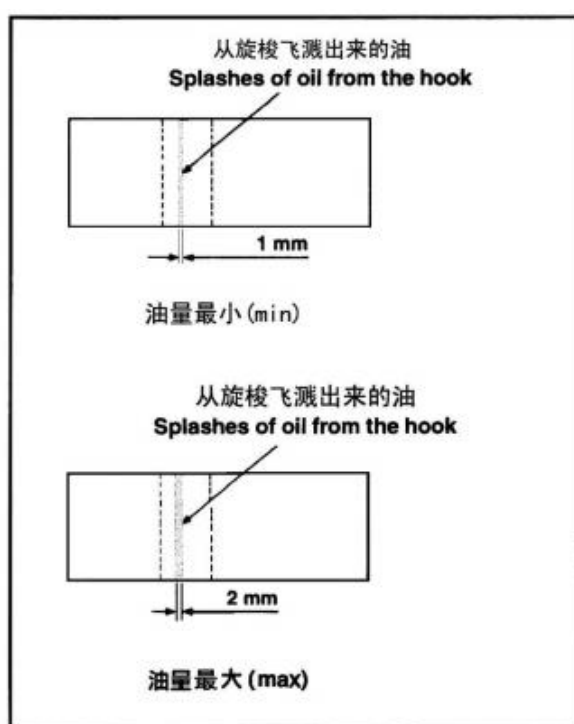 从旋梭飞溅出来的油
Splashes of oil from the hook
1 mm
油量最小(min)
从旋梭飞溅出来的油
Splashes of oil from the hook
2 mm
油量最大(max)